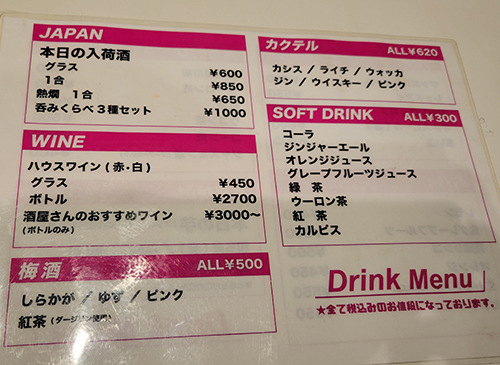 JAPAN
本日の入荷酒
グラス ¥600
1合 ¥850
熱燗 1合 ¥650
呑みくらべ3種セット ¥1000
WINE
ハウスワイン(赤・白)
グラス ¥450
ボトル ¥2700
酒屋さんのおすすめワイン ¥3000〜
(ボトルのみ)
梅酒 ALL¥500
しらかが / ゆず / ピンク
紅茶(ダージリン使用)
カクテル ALL¥620
カシス / ライチ / ウォッカ
ジン / ウイスキー / ピンク
SOFT DRINK ALL¥300
コーラ
ジンジャーエール
オレンジジュース
グレープフルーツジュース
緑 茶
ウーロン茶
紅 茶
カルピス
Drink Menu
★全て税込みのお値段になっております。